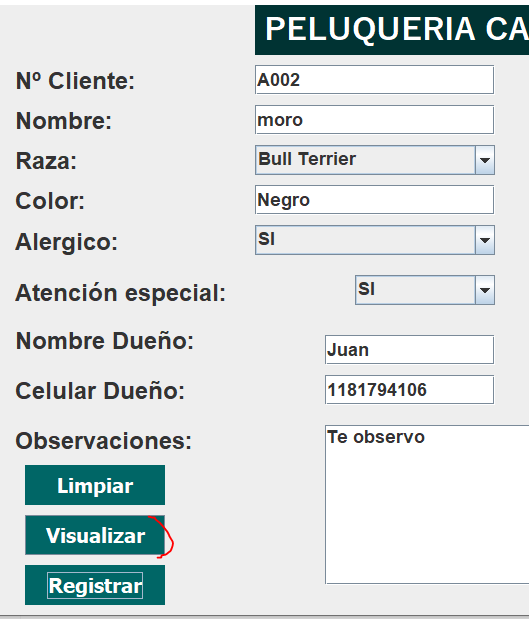 PELUQUERIA CA
Nº Cliente: A002
Nombre: moro
Raza: Bull Terrier
Color: Negro
Alergico: SI
Atención especial: SI
Nombre Dueño: Juan
Celular Dueño: 1181794106
Observaciones: Te observo
Limpiar
Visualizar
Registrar